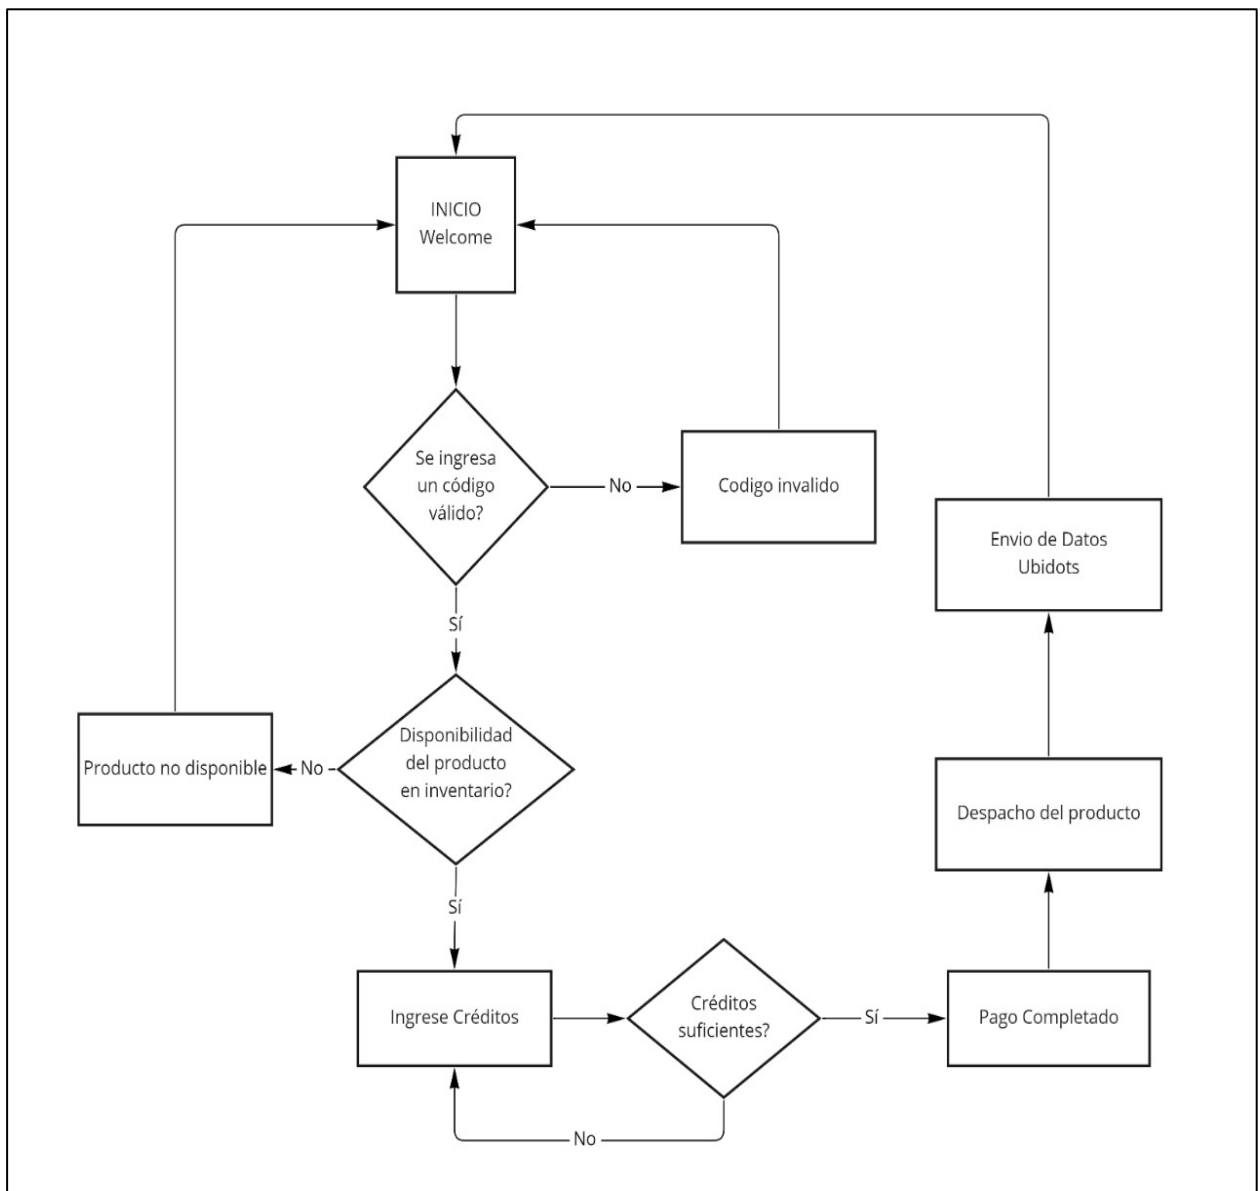 INICIO
Welcome
Se ingresa
un código
válido?
No
Codigo invalido
Sí
Envio de Datos
Ubidots
Disponibilidad
del producto
en inventario?
No
Producto no disponible
Despacho del producto
Sí
Ingrese Créditos
Créditos
suficientes?
Sí
Pago Completado
No